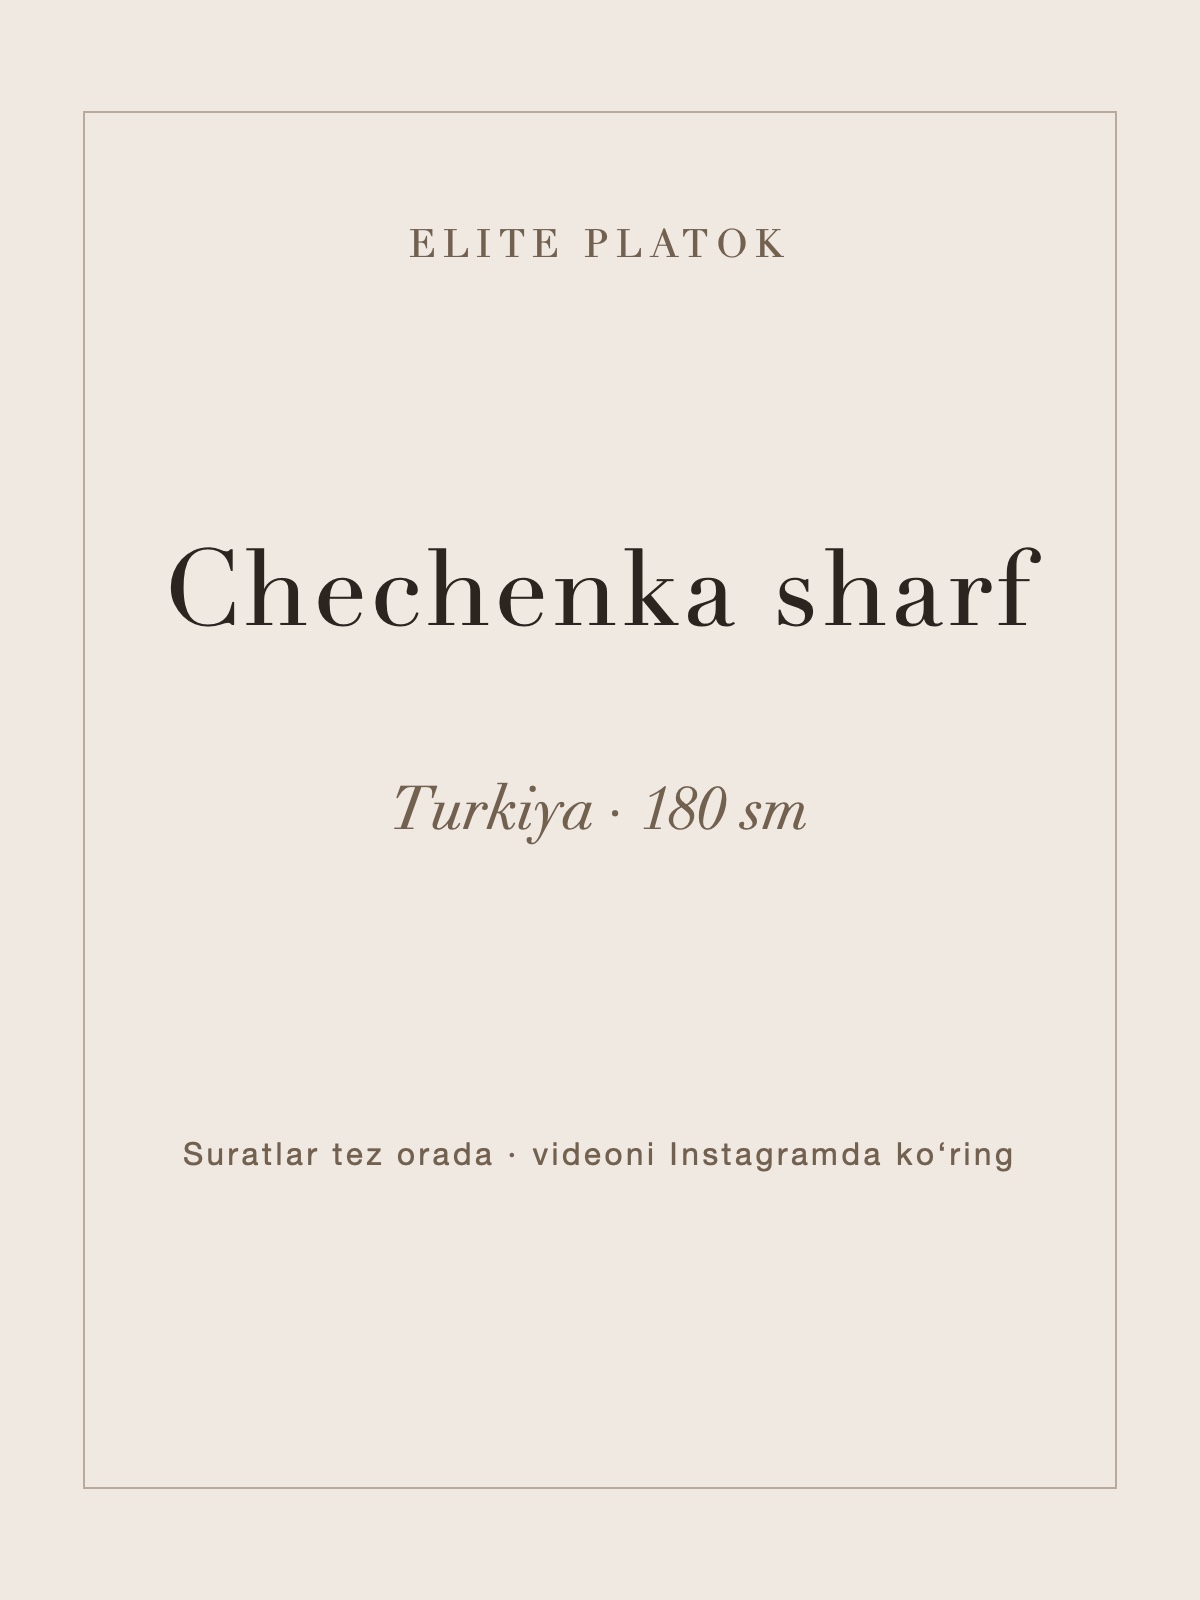 ELITE PLATOK
Chechenka sharf
Turkiya · 180 sm
Suratlar tez orada · videoni Instagramda ko‘ring